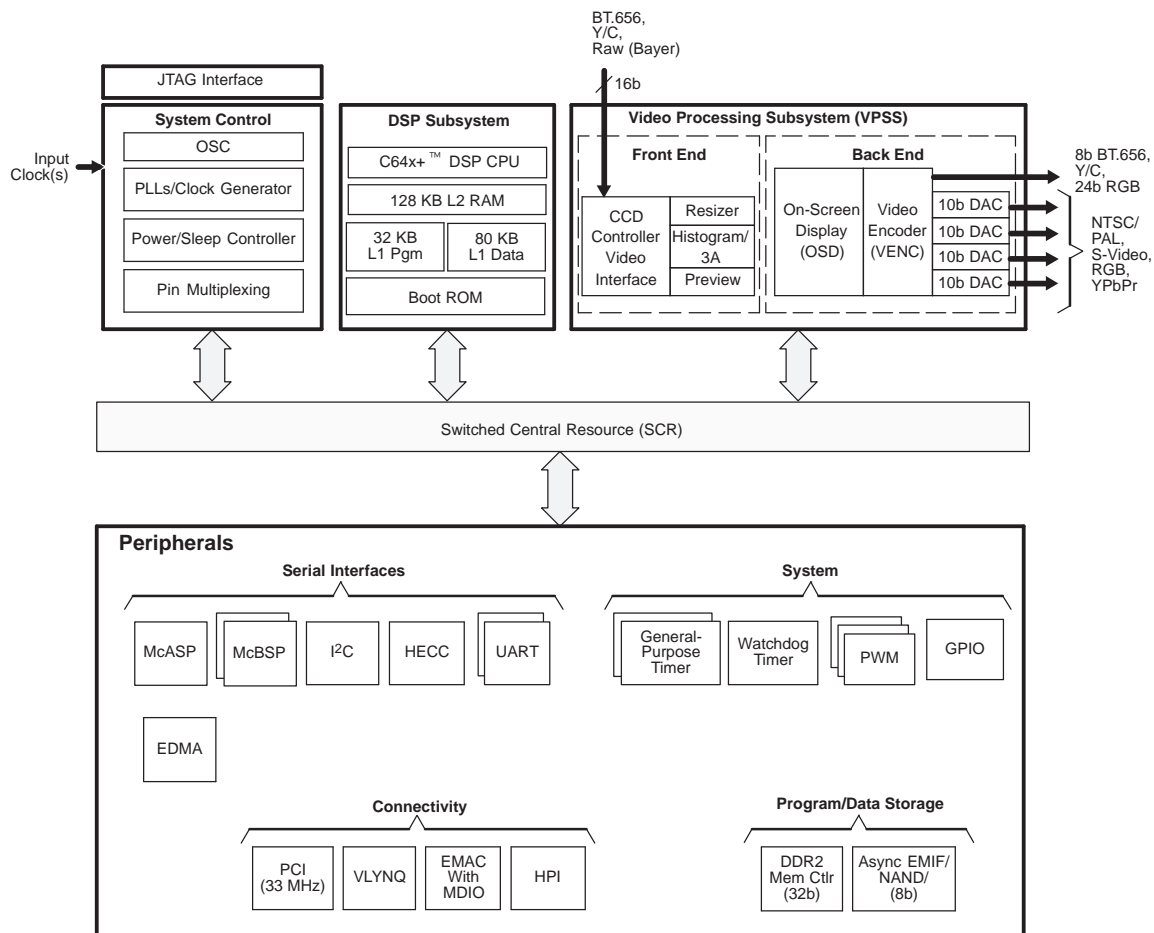 BT.656,
Y/C,
Raw (Bayer)
16b
JTAG Interface
Input
Clock(s)
System Control
OSC
PLLs/Clock Generator
Power/Sleep Controller
Pin Multiplexing
DSP Subsystem
C64x+™ DSP CPU
128 KB L2 RAM
32 KB
L1 Pgm
80 KB
L1 Data
Boot ROM
Video Processing Subsystem (VPSS)
Front End
CCD
Controller
Video
Interface
Resizer
Histogram/
3A
Preview
Back End
On-Screen
Display
(OSD)
Video
Encoder
(VENC)
10b DAC
10b DAC
10b DAC
10b DAC
8b BT.656,
Y/C,
24b RGB
NTSC/
PAL,
S-Video,
RGB,
YPbPr
Switched Central Resource (SCR)
Peripherals
Serial Interfaces
McASP
McBSP
I²C
HECC
UART
System
General-
Purpose
Timer
Watchdog
Timer
PWM
GPIO
EDMA
Connectivity
PCI
(33 MHz)
VLYNQ
EMAC
With
MDIO
HPI
Program/Data Storage
DDR2
Mem Ctlr
(32b)
Async EMIF/
NAND/
(8b)